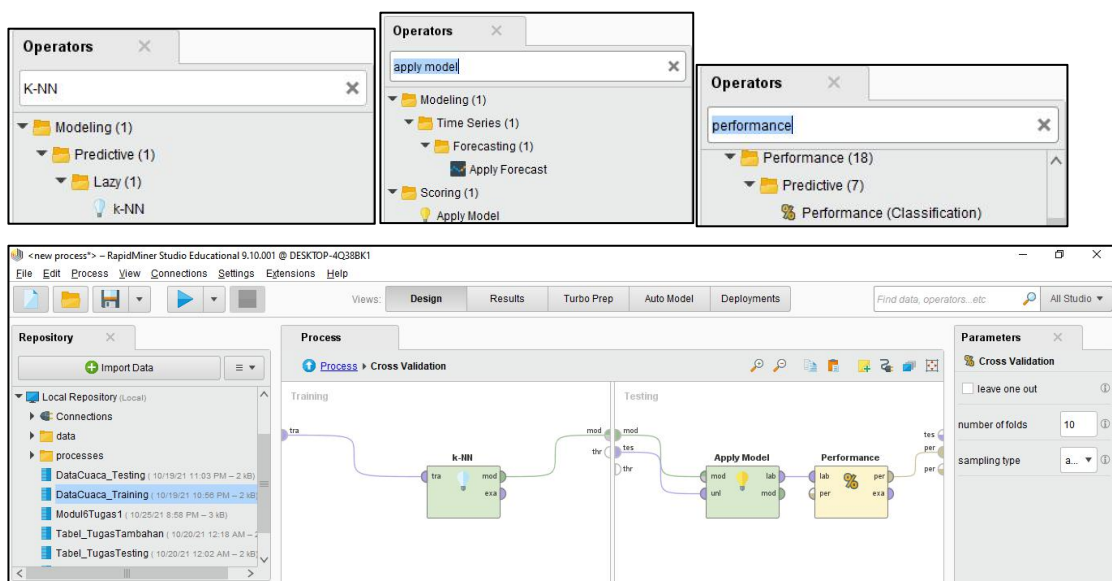 Operators
K-NN
Modeling (1)
Predictive (1)
Lazy (1)
k-NN
Operators
apply model
Modeling (1)
Time Series (1)
Forecasting (1)
Apply Forecast
Scoring (1)
Apply Model
Operators
performance
Performance (18)
Predictive (7)
Performance (Classification)
<new process*> – RapidMiner Studio Educational 9.10.001 @ DESKTOP-4Q38BK1
File Edit Process View Connections Settings Extensions Help
Views: Design Results Turbo Prep Auto Model Deployments Find data, operators...etc All Studio
Repository
Import Data
Local Repository (Local)
Connections
data
processes
DataCuaca_Testing ( 10/19/21 11:03 PM – 2 kB)
DataCuaca_Training ( 10/19/21 10:56 PM – 2 kB)
Modul6Tugas1 ( 10/25/21 8:58 PM – 3 kB)
Tabel_TugasTambahan ( 10/20/21 12:18 AM – 2
Tabel_TugasTesting ( 10/20/21 12:02 AM – 2 kB)
Process
Process Cross Validation
Training
tra
k-NN
tra mod
exa
mod
thr
Testing
mod
tes
thr
Apply Model
mod lab
unl mod
Performance
lab per
per exa
tes
per
per
Parameters
Cross Validation
leave one out
number of folds 10
sampling type a...